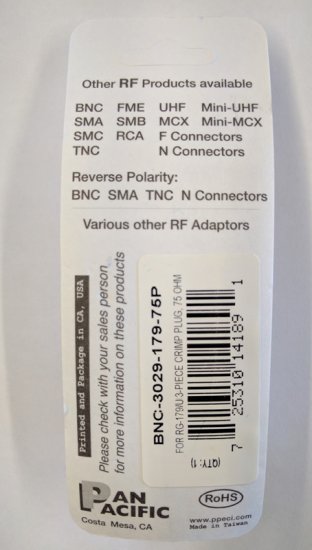 Other RF Products available
BNC FME UHF Mini-UHF
SMA SMB MCX Mini-MCX
SMC RCA F Connectors
TNC N Connectors
Reverse Polarity:
BNC SMA TNC N Connectors
Various other RF Adaptors
Printed and Package in CA, USA
Please check with your sales person
for more information on these products
BNC-3029-179-75P
FOR RG-179/U 3-PIECE CRIMP PLUG, 75 OHM
(QTY: 1)
7 25310 14189 1
PAN
PACIFIC
Costa Mesa, CA
RoHS
www.ppeci.com
Made in Taiwan